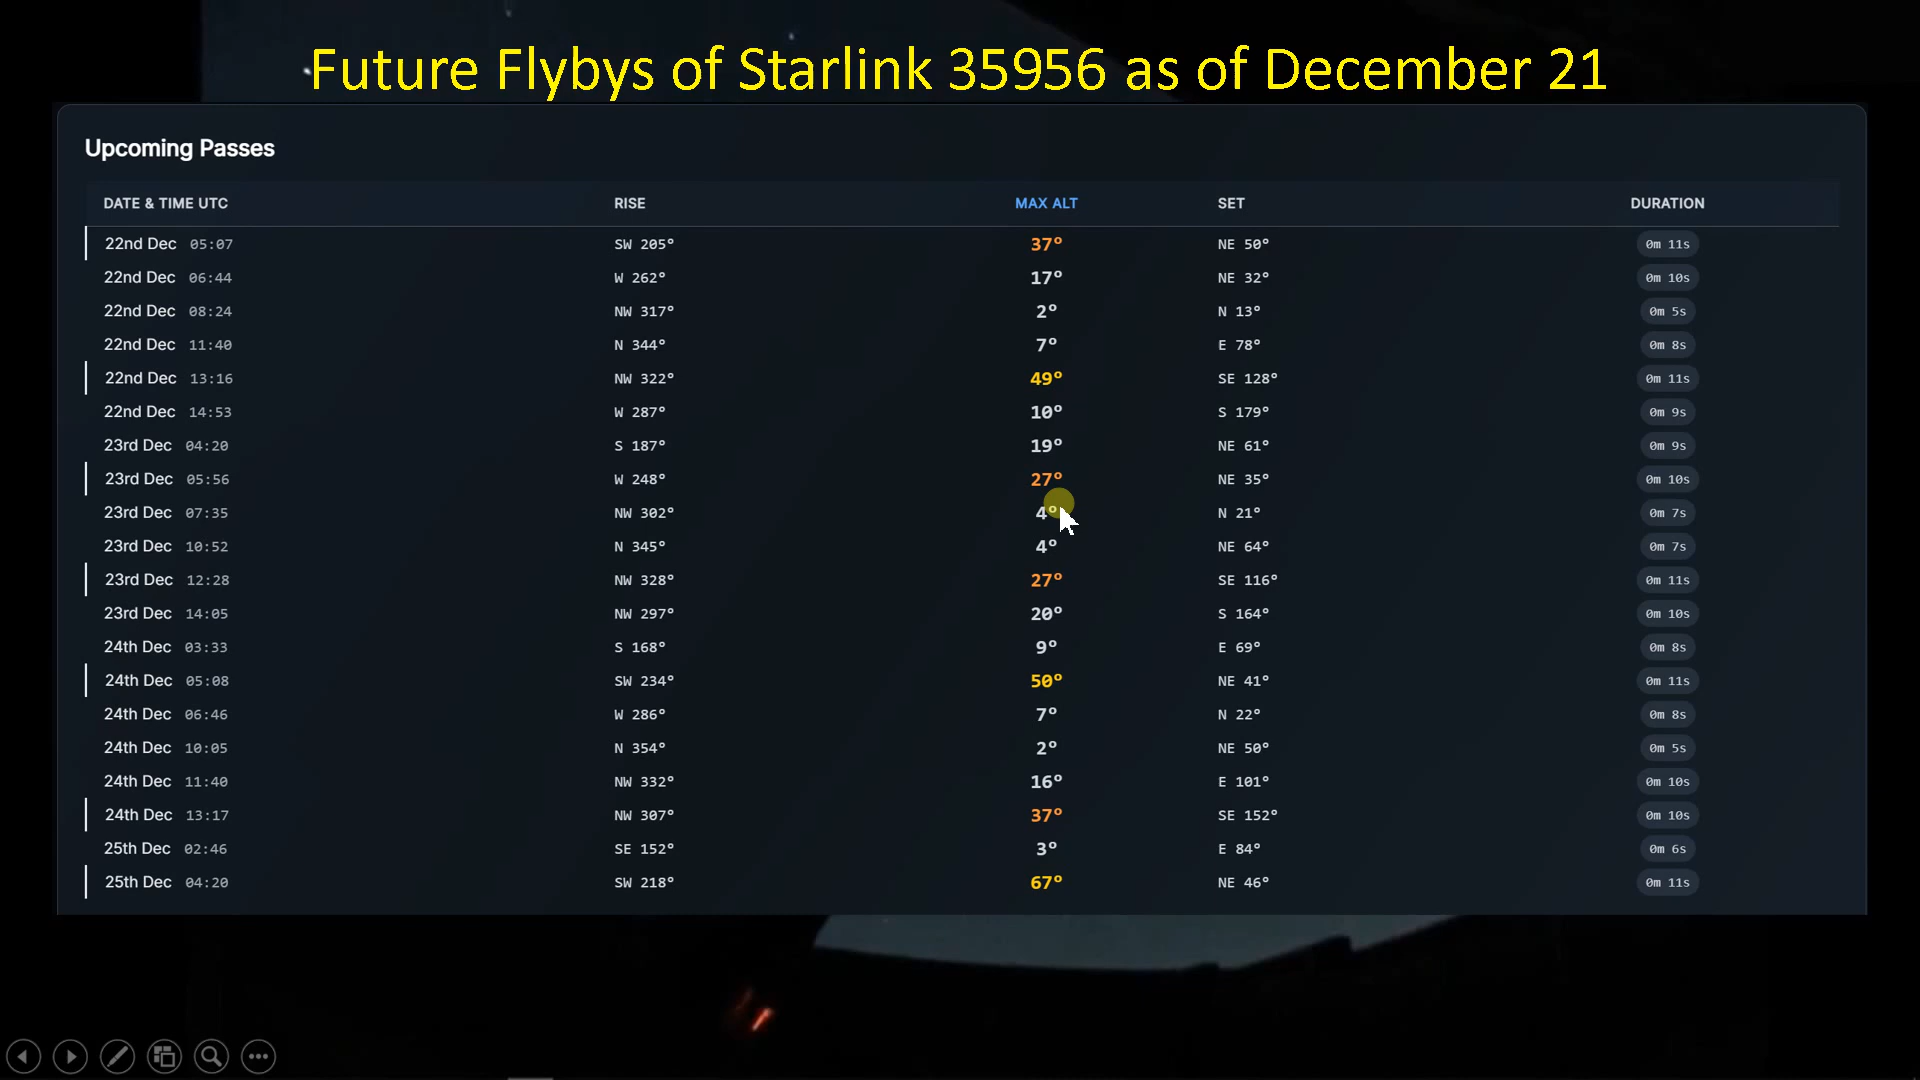 Future Flybys of Starlink 35956 as of December 21
Upcoming Passes
DATE & TIME UTC RISE MAX ALT SET DURATION
22nd Dec 05:07 SW 205° 37° NE 50° 0m 11s
22nd Dec 06:44 W 262° 17° NE 32° 0m 10s
22nd Dec 08:24 NW 317° 2° N 13° 0m 5s
22nd Dec 11:40 N 344° 7° E 78° 0m 8s
22nd Dec 13:16 NW 322° 49° SE 128° 0m 11s
22nd Dec 14:53 W 287° 10° S 179° 0m 9s
23rd Dec 04:20 S 187° 19° NE 61° 0m 9s
23rd Dec 05:56 W 248° 27° NE 35° 0m 10s
23rd Dec 07:35 NW 302° 4° N 21° 0m 7s
23rd Dec 10:52 N 345° 4° NE 64° 0m 7s
23rd Dec 12:28 NW 328° 27° SE 116° 0m 11s
23rd Dec 14:05 NW 297° 20° S 164° 0m 10s
24th Dec 03:33 S 168° 9° E 69° 0m 8s
24th Dec 05:08 SW 234° 50° NE 41° 0m 11s
24th Dec 06:46 W 286° 7° N 22° 0m 8s
24th Dec 10:05 N 354° 2° NE 50° 0m 5s
24th Dec 11:40 NW 332° 16° E 101° 0m 10s
24th Dec 13:17 NW 307° 37° SE 152° 0m 10s
25th Dec 02:46 SE 152° 3° E 84° 0m 6s
25th Dec 04:20 SW 218° 67° NE 46° 0m 11s